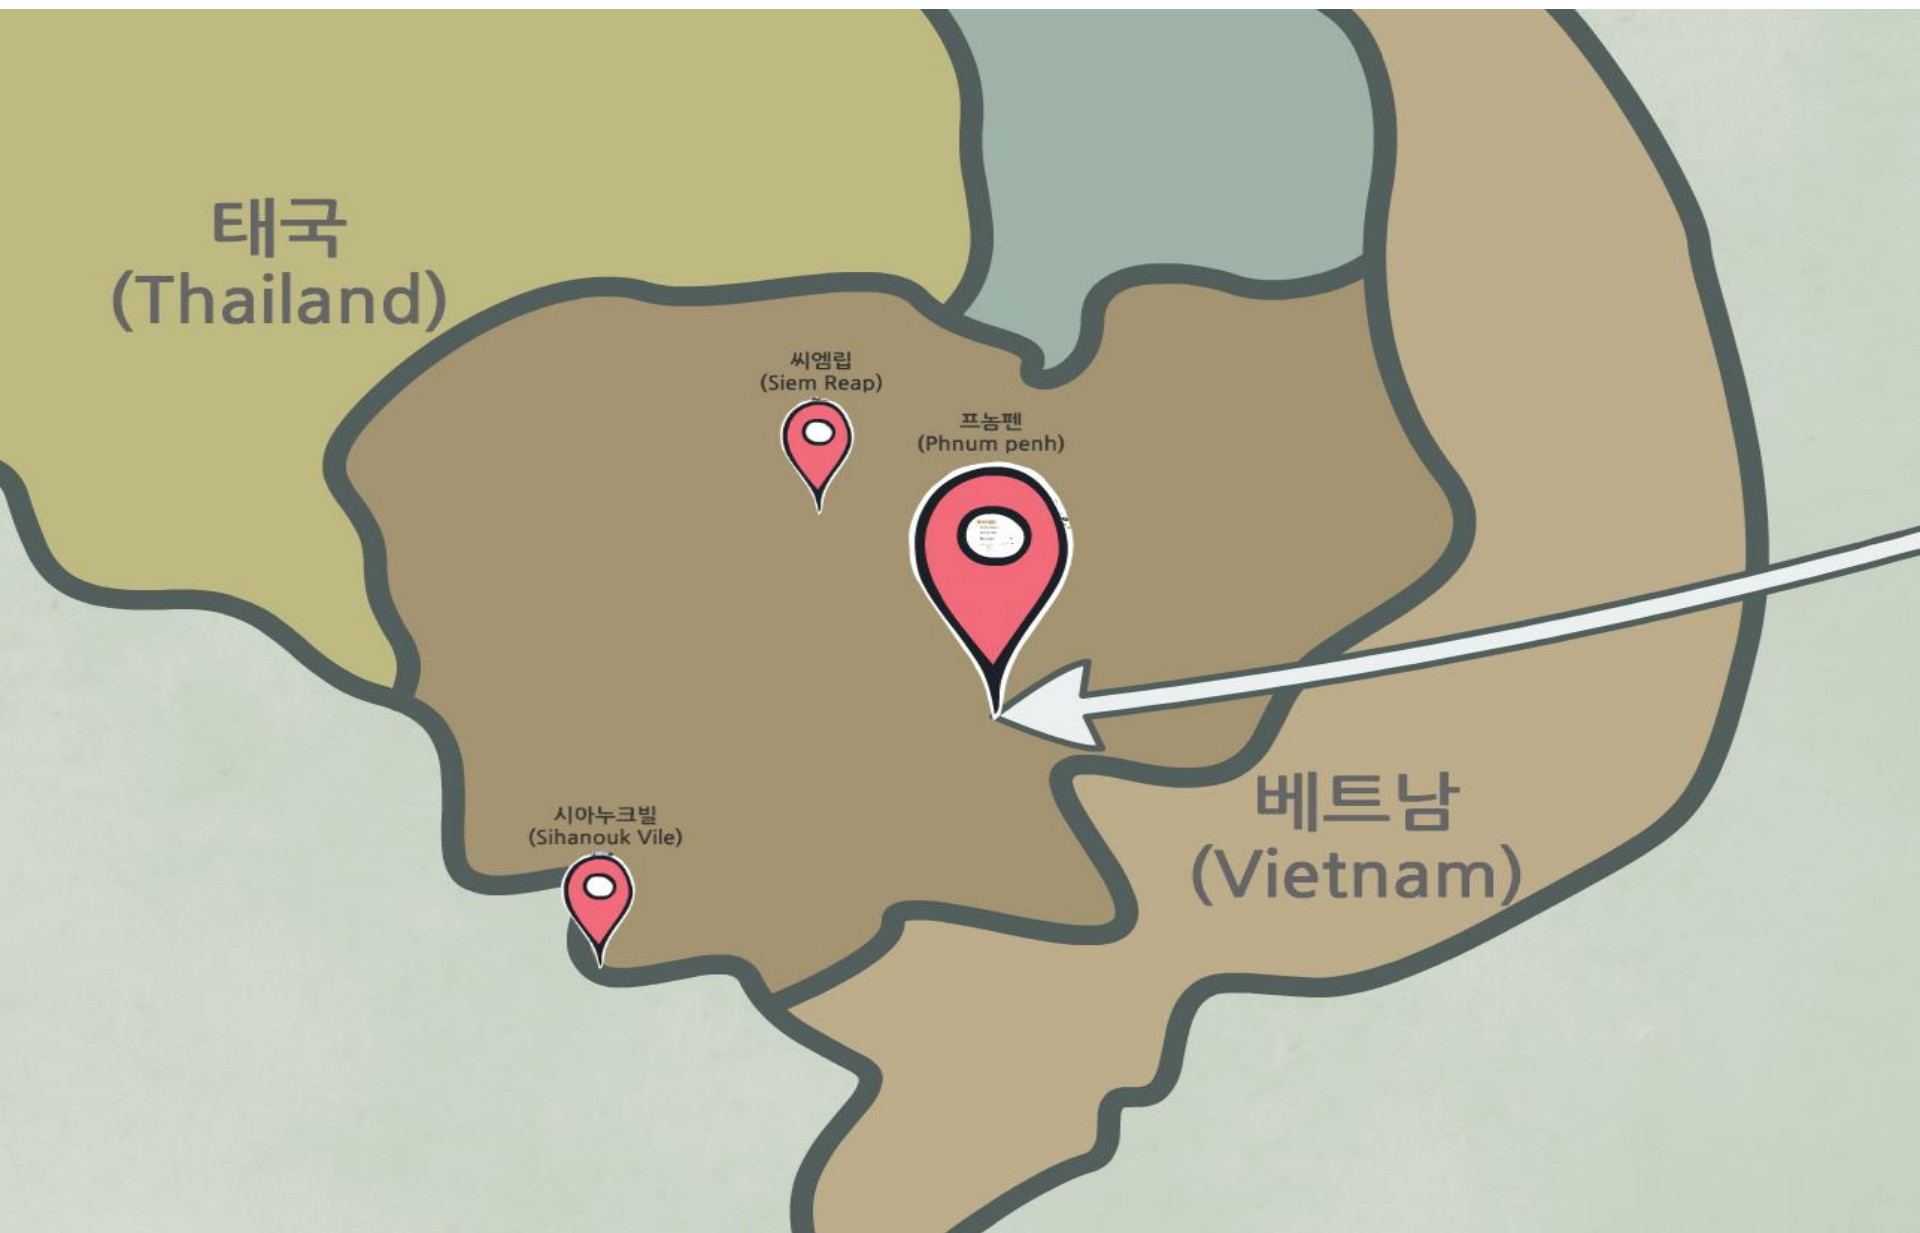 태국
(Thailand)
씨엠립
(Siem Reap)
프놈펜
(Phnum penh)
시아누크빌
(Sihanouk Vile)
베트남
(Vietnam)